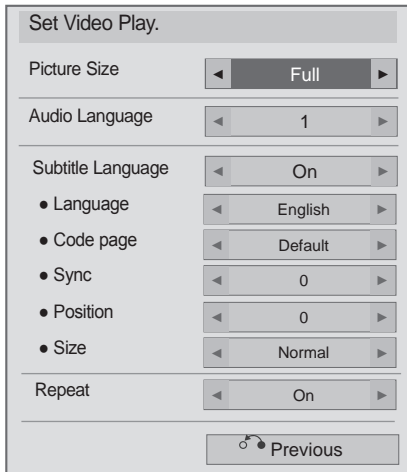 Set Video Play.
Picture Size ◄ Full ►
Audio Language ◄ 1 ►
Subtitle Language ◄ On ►
● Language ◄ English ►
● Code page ◄ Default ►
● Sync ◄ 0 ►
● Position ◄ 0 ►
● Size ◄ Normal ►
Repeat ◄ On ►
Previous